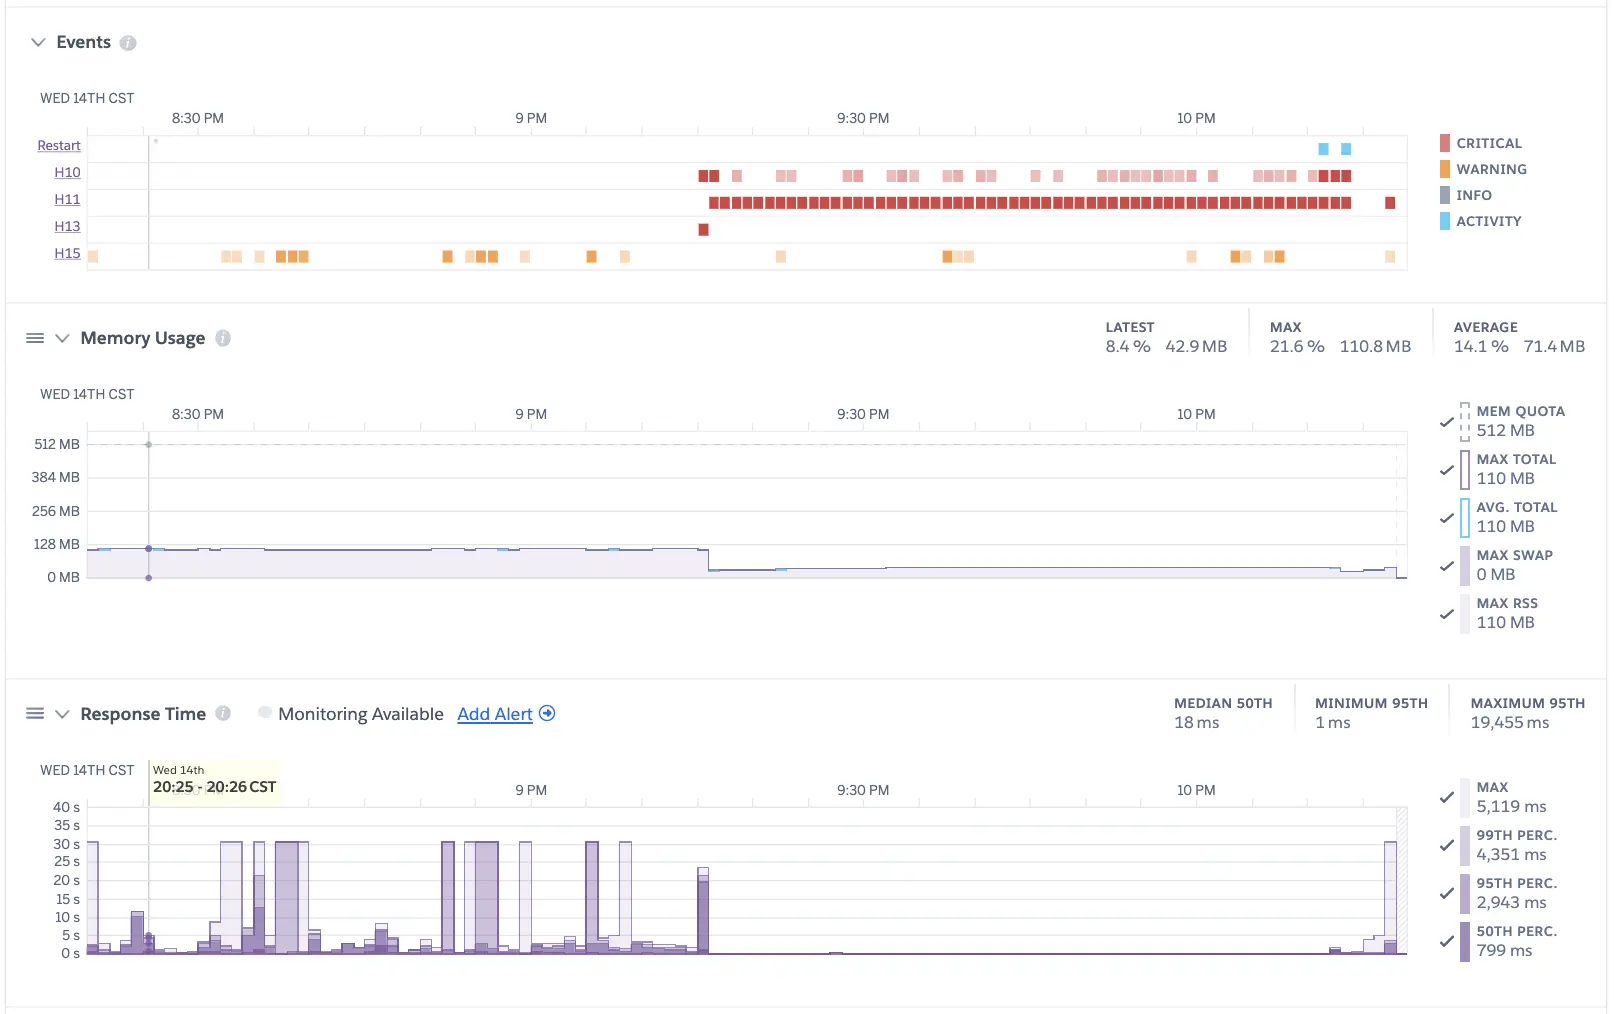 Events
WED 14TH CST
8:30 PM 9 PM 9:30 PM 10 PM
Restart
H10
H11
H13
H15
CRITICAL
WARNING
INFO
ACTIVITY
Memory Usage
LATEST
8.4 % 42.9 MB
MAX
21.6 % 110.8 MB
AVERAGE
14.1 % 71.4 MB
WED 14TH CST
8:30 PM 9 PM 9:30 PM 10 PM
512 MB
384 MB
256 MB
128 MB
0 MB
MEM QUOTA
512 MB
MAX TOTAL
110 MB
AVG. TOTAL
110 MB
MAX SWAP
0 MB
MAX RSS
110 MB
Response Time Monitoring Available Add Alert
MEDIAN 50TH
18 ms
MINIMUM 95TH
1 ms
MAXIMUM 95TH
19,455 ms
WED 14TH CST
Wed 14th
20:25 - 20:26 CST
9 PM 9:30 PM 10 PM
40 s
35 s
30 s
25 s
20 s
15 s
10 s
5 s
0 s
MAX
5,119 ms
99TH PERC.
4,351 ms
95TH PERC.
2,943 ms
50TH PERC.
799 ms